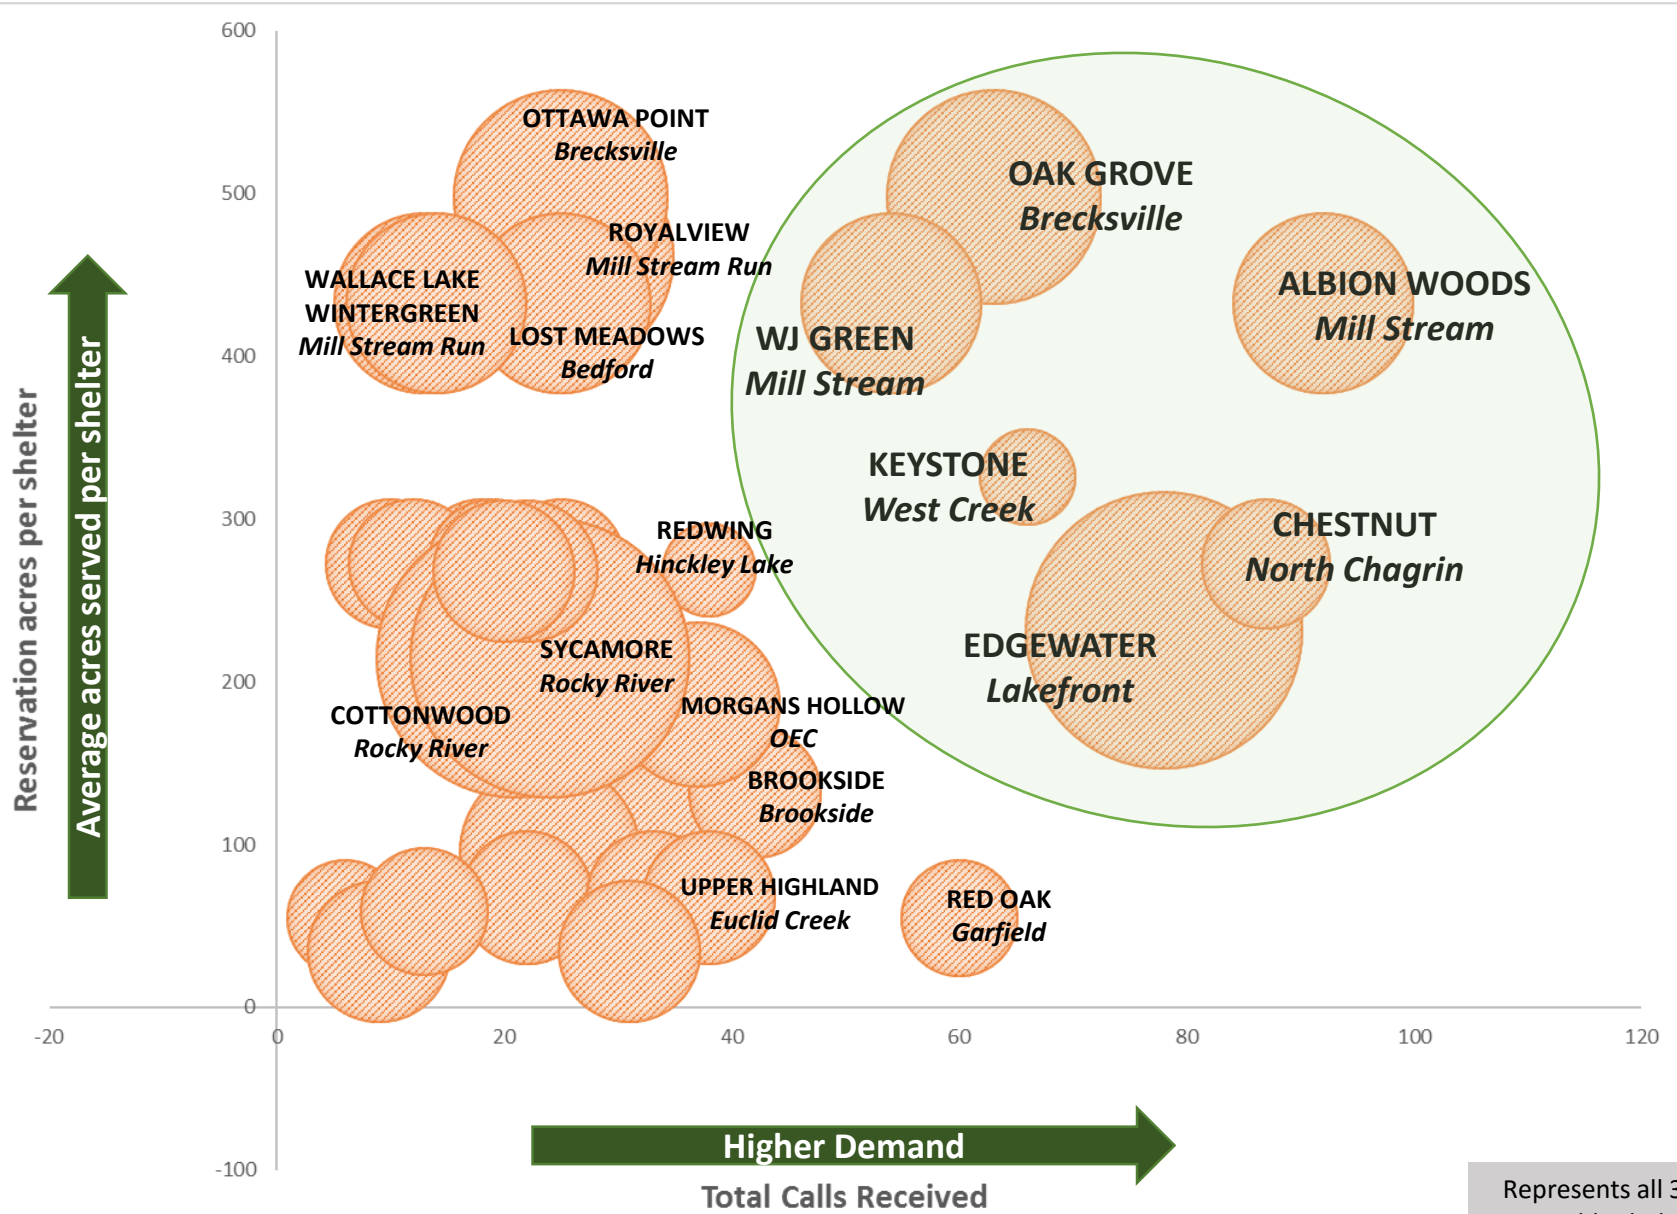 600
500
400
300
200
100
0
-100
-20
0
20
40
60
80
100
120
Reservation acres per shelter
Average acres served per shelter
OTTAWA POINT
Brecksville
ROYALVIEW
Mill Stream Run
WALLACE LAKE
WINTERGREEN
Mill Stream Run
LOST MEADOWS
Bedford
OAK GROVE
Brecksville
ALBION WOODS
Mill Stream
WJ GREEN
Mill Stream
KEYSTONE
West Creek
CHESTNUT
North Chagrin
EDGEWATER
Lakefront
REDWING
Hinckley Lake
SYCAMORE
Rocky River
COTTONWOOD
Rocky River
MORGANS HOLLOW
OEC
BROOKSIDE
Brookside
UPPER HIGHLAND
Euclid Creek
RED OAK
Garfield
Higher Demand
Total Calls Received
Represents all